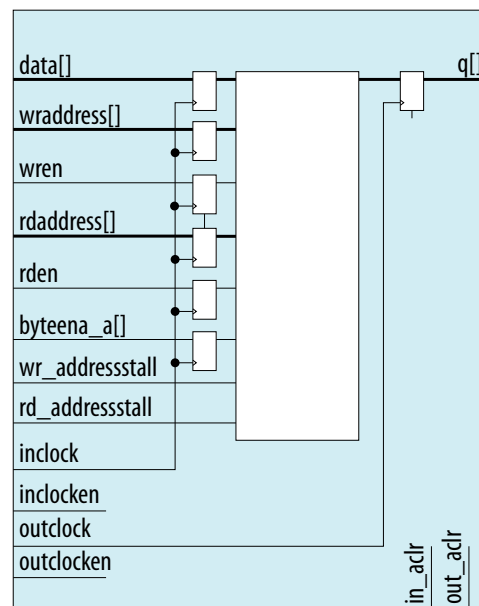 data[]
q[]
wraddress[]
wren
rdaddress[]
rden
byteena_a[]
wr_addressstall
rd_addressstall
inclock
inclocken
outclock
outclocken
in_aclr
out_aclr